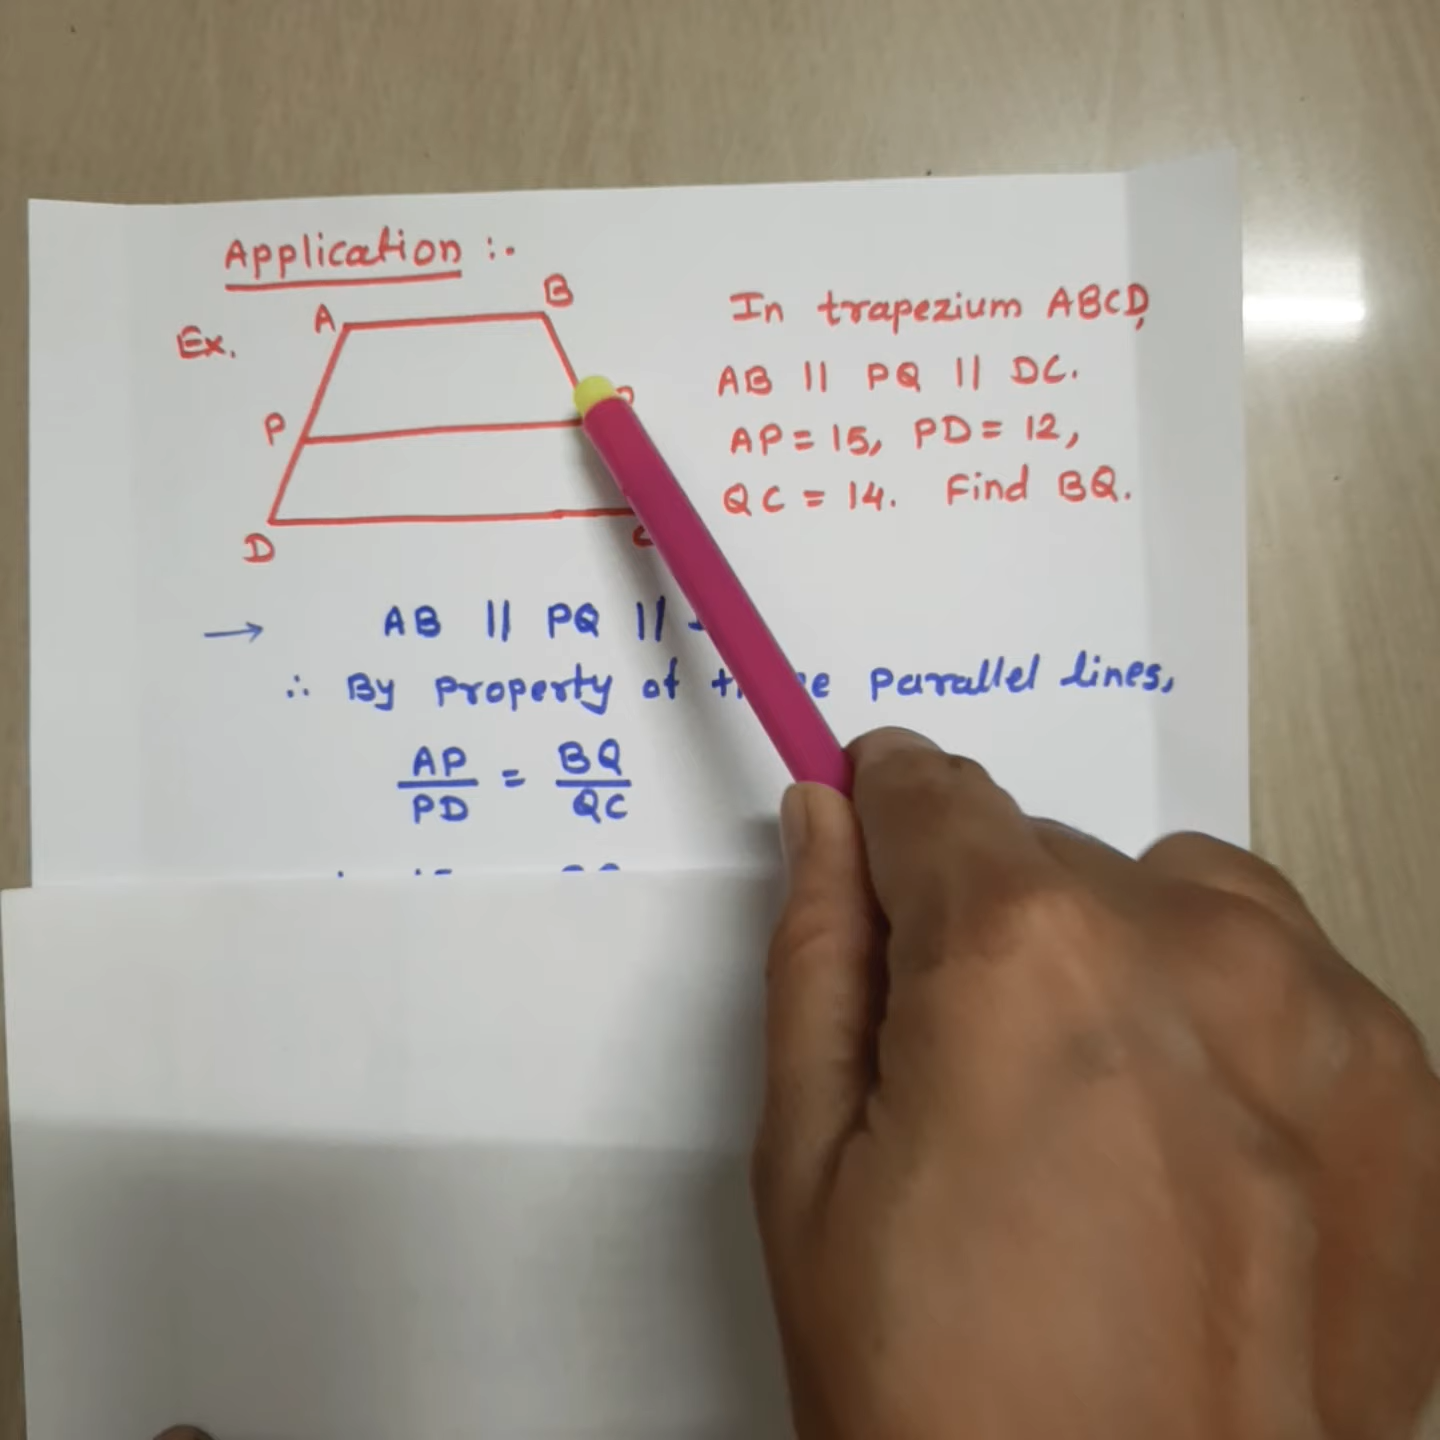 Application :-
Ex.
A
B
P
D
C
In trapezium ABCD,
AB || PQ || DC.
AP = 15, PD = 12,
QC = 14. Find BQ.
→ AB || PQ ||
∴ By property of parallel lines,
AP/PD = BQ/QC